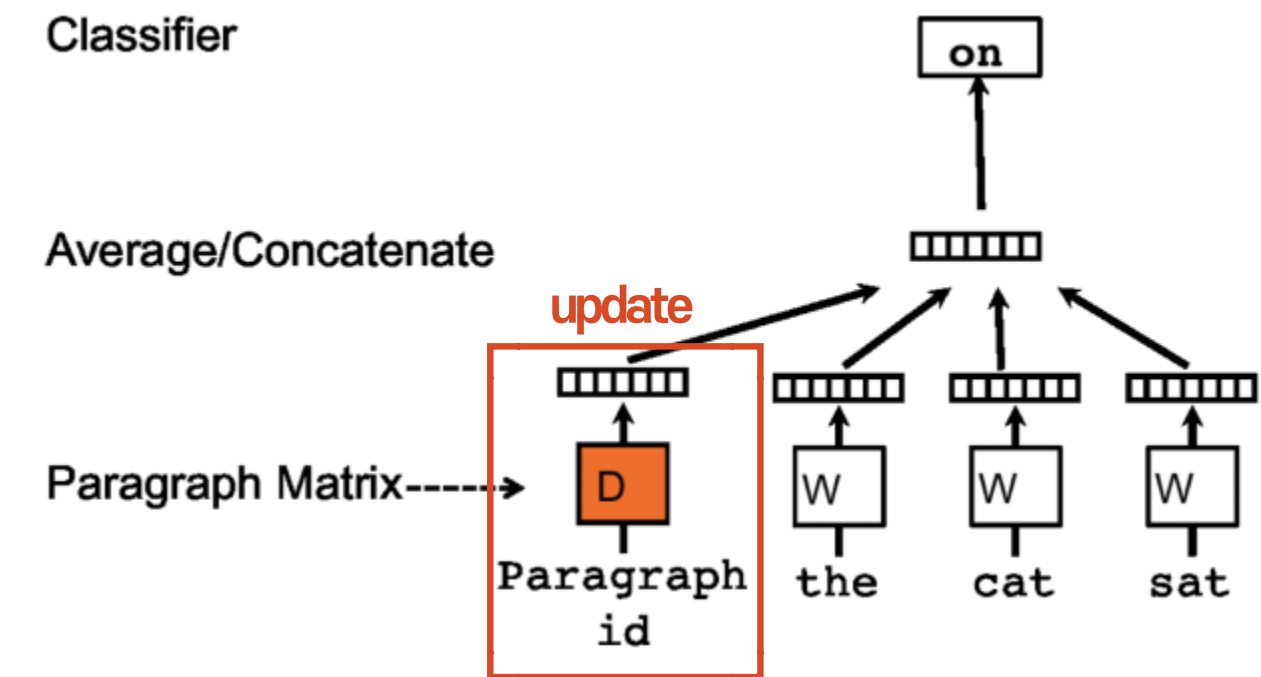 Classifier
on
Average/Concatenate
update
Paragraph Matrix
D
W
W
W
Paragraph
id
the
cat
sat